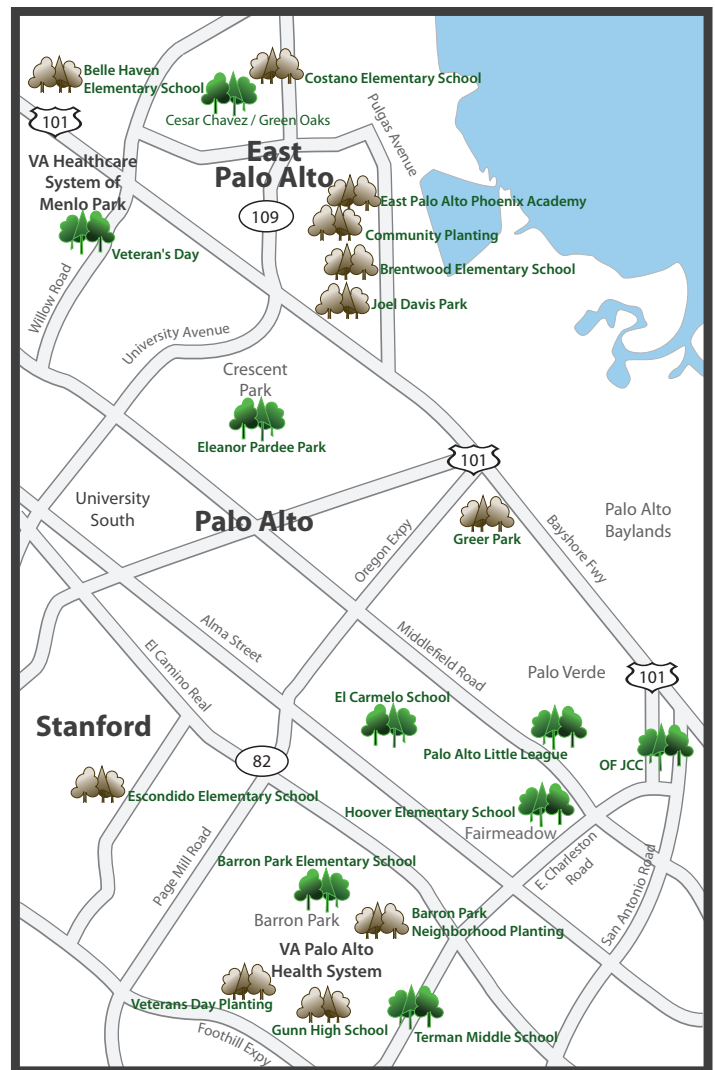 Belle Haven
Elementary School
Costano Elementary School
Cesar Chavez / Green Oaks
101
Pulgas Avenue
East
Palo Alto
VA Healthcare
System of
Menlo Park
109
East Palo Alto Phoenix Academy
Community Planting
Veteran's Day
Brentwood Elementary School
Willow Road
Joel Davis Park
University Avenue
Crescent
Park
Eleanor Pardee Park
101
University
South
Palo Alto
Palo Alto
Baylands
Greer Park
Oregon Expy
Bayshore Fwy
Alma Street
Middlefield Road
El Camino Real
Palo Verde
101
El Carmelo School
Stanford
Palo Alto Little League
OF JCC
82
Escondido Elementary School
Hoover Elementary School
Fairmeadow
E. Charleston
Road
Page Mill Road
Barron Park Elementary School
San Antonio Road
Barron Park
Barron Park
Neighborhood Planting
VA Palo Alto
Health System
Veterans Day Planting
Gunn High School
Terman Middle School
Foothill Expy